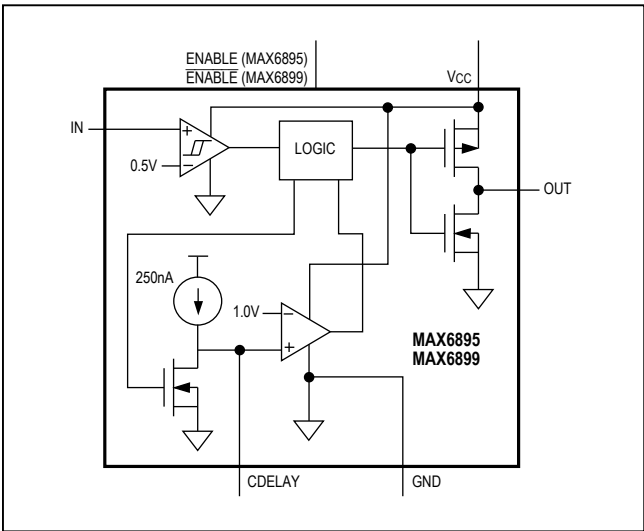 ENABLE (MAX6895)
ENABLE (MAX6899)
VCC
IN
+
−
0.5V
LOGIC
OUT
250nA
1.0V
−
+
MAX6895
MAX6899
CDELAY
GND